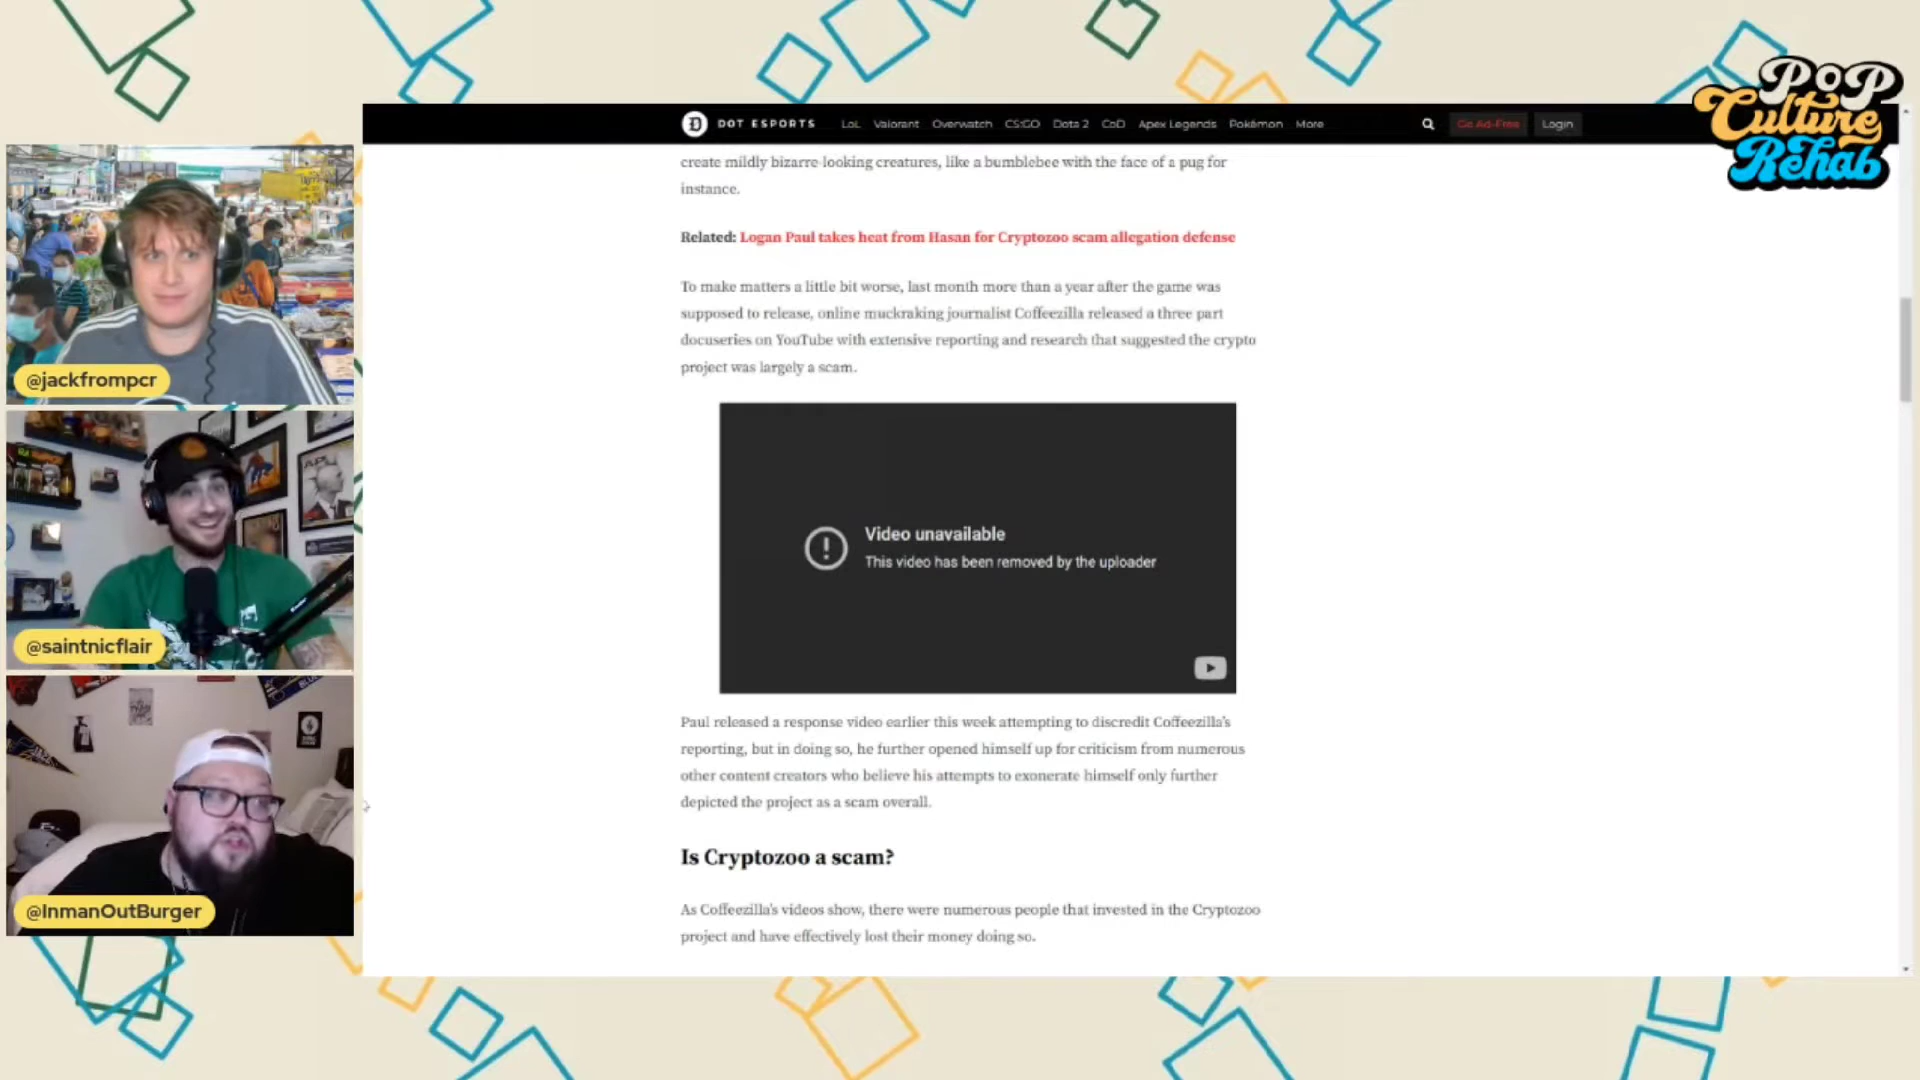 POP
Culture
Rehab
DOT ESPORTS LoL Valorant Overwatch CS:GO Dota 2 CoD Apex Legends Pokémon More Go Ad-Free Login
create mildly bizarre-looking creatures, like a bumblebee with the face of a pug for
instance.
Related: Logan Paul takes heat from Hasan for Cryptozoo scam allegation defense
To make matters a little bit worse, last month more than a year after the game was
supposed to release, online muckraking journalist Coffeezilla released a three part
docuseries on YouTube with extensive reporting and research that suggested the crypto
project was largely a scam.
Video unavailable
This video has been removed by the uploader
Paul released a response video earlier this week attempting to discredit Coffeezilla's
reporting, but in doing so, he further opened himself up for criticism from numerous
other content creators who believe his attempts to exonerate himself only further
depicted the project as a scam overall.
Is Cryptozoo a scam?
As Coffeezilla's videos show, there were numerous people that invested in the Cryptozoo
project and have effectively lost their money doing so.
@jackfrompcr
@saintnicflair
@InmanOutBurger